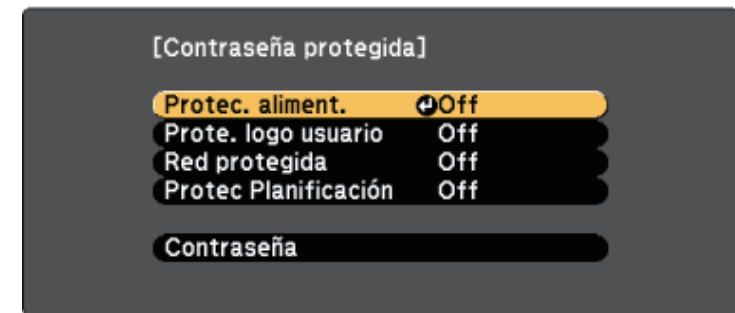 [Contraseña protegida]
Protec. aliment. Off
Prote. logo usuario Off
Red protegida Off
Protec Planificación Off
Contraseña